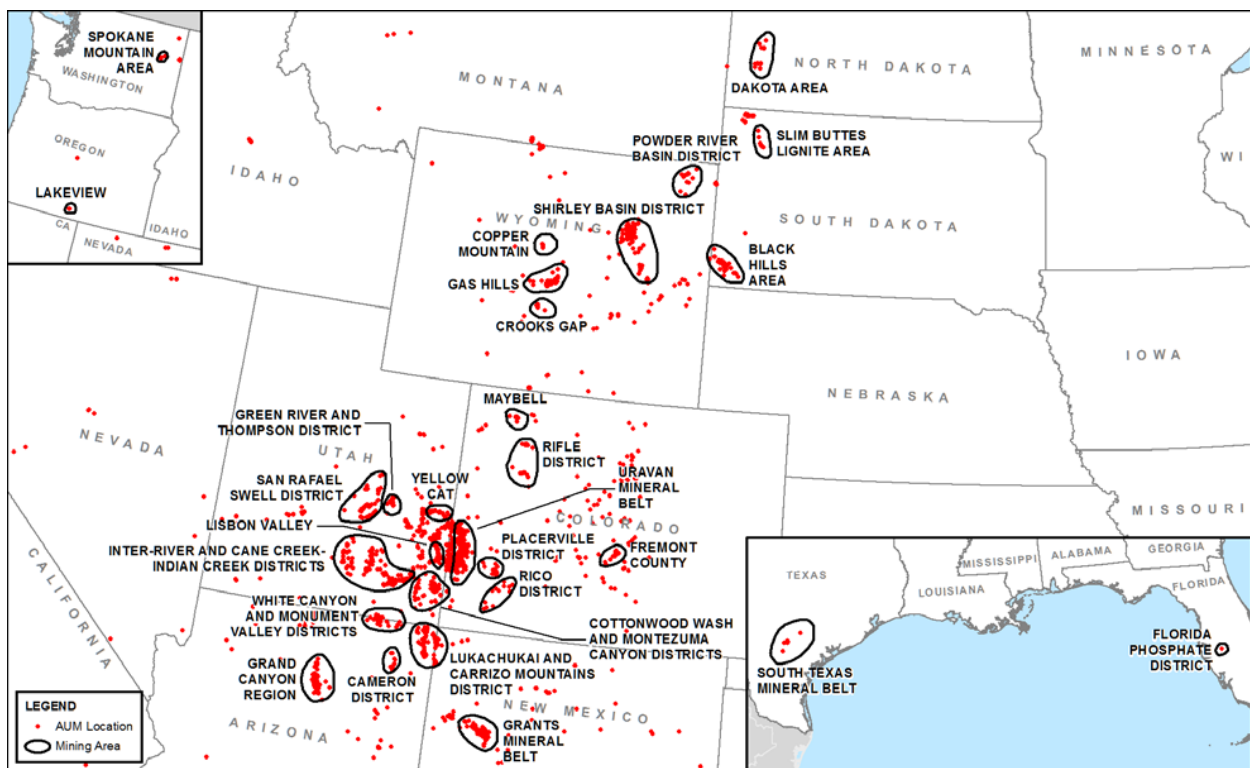 SPOKANE
MOUNTAIN
AREA
WASHINGTON
OREGON
LAKEVIEW
CA
NEVADA
IDAHO
MONTANA
NORTH DAKOTA
DAKOTA AREA
MINNESOTA
WI
IDAHO
POWDER RIVER
BASIN DISTRICT
SLIM BUTTES
LIGNITE AREA
SHIRLEY BASIN DISTRICT
WYOMING
SOUTH DAKOTA
COPPER
MOUNTAIN
GAS HILLS
BLACK
HILLS
AREA
CROOKS GAP
IOWA
NEBRASKA
MAYBELL
GREEN RIVER AND
THOMPSON DISTRICT
NEVADA
UTAH
RIFLE
DISTRICT
SAN RAFAEL
SWELL DISTRICT
YELLOW
CAT
URAVAN
MINERAL
BELT
LISBON VALLEY
COLORADO
MISSOURI
INTER-RIVER AND CANE CREEK-
INDIAN CREEK DISTRICTS
PLACERVILLE
DISTRICT
FREMONT
COUNTY
RICO
DISTRICT
CALIFORNIA
WHITE CANYON
AND MONUMENT
VALLEY DISTRICTS
COTTONWOOD WASH
AND MONTEZUMA
CANYON DISTRICTS
GRAND
CANYON
REGION
CAMERON
DISTRICT
LUKACHUKAI AND
CARRIZO MOUNTAINS
DISTRICT
NEW MEXICO
ARIZONA
GRANTS
MINERAL
BELT
LEGEND
AUM Location
Mining Area
TEXAS
LOUISIANA
MISSISSIPPI
ALABAMA
GEORGIA
FLORIDA
SOUTH TEXAS
MINERAL BELT
FLORIDA
PHOSPHATE
DISTRICT